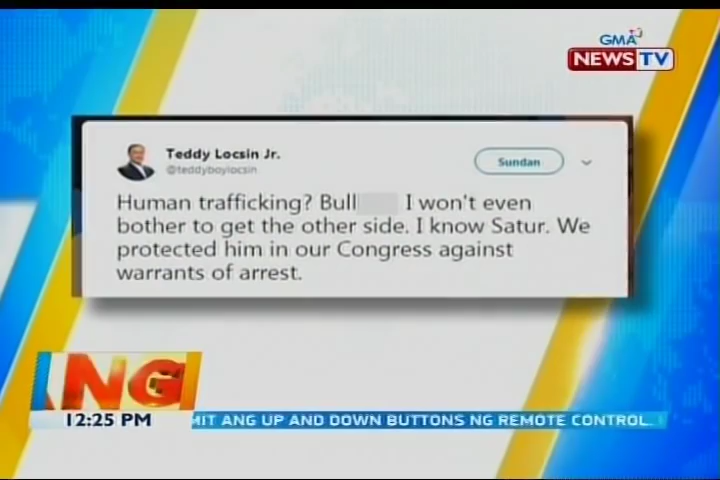 GMA
NEWS TV
Teddy Locsin Jr.
@teddyboylocsin
Sundan
Human trafficking? Bull I won't even
bother to get the other side. I know Satur. We
protected him in our Congress against
warrants of arrest.
NG
12:25 PM
MIT ANG UP AND DOWN BUTTONS NG REMOTE CONTROL.